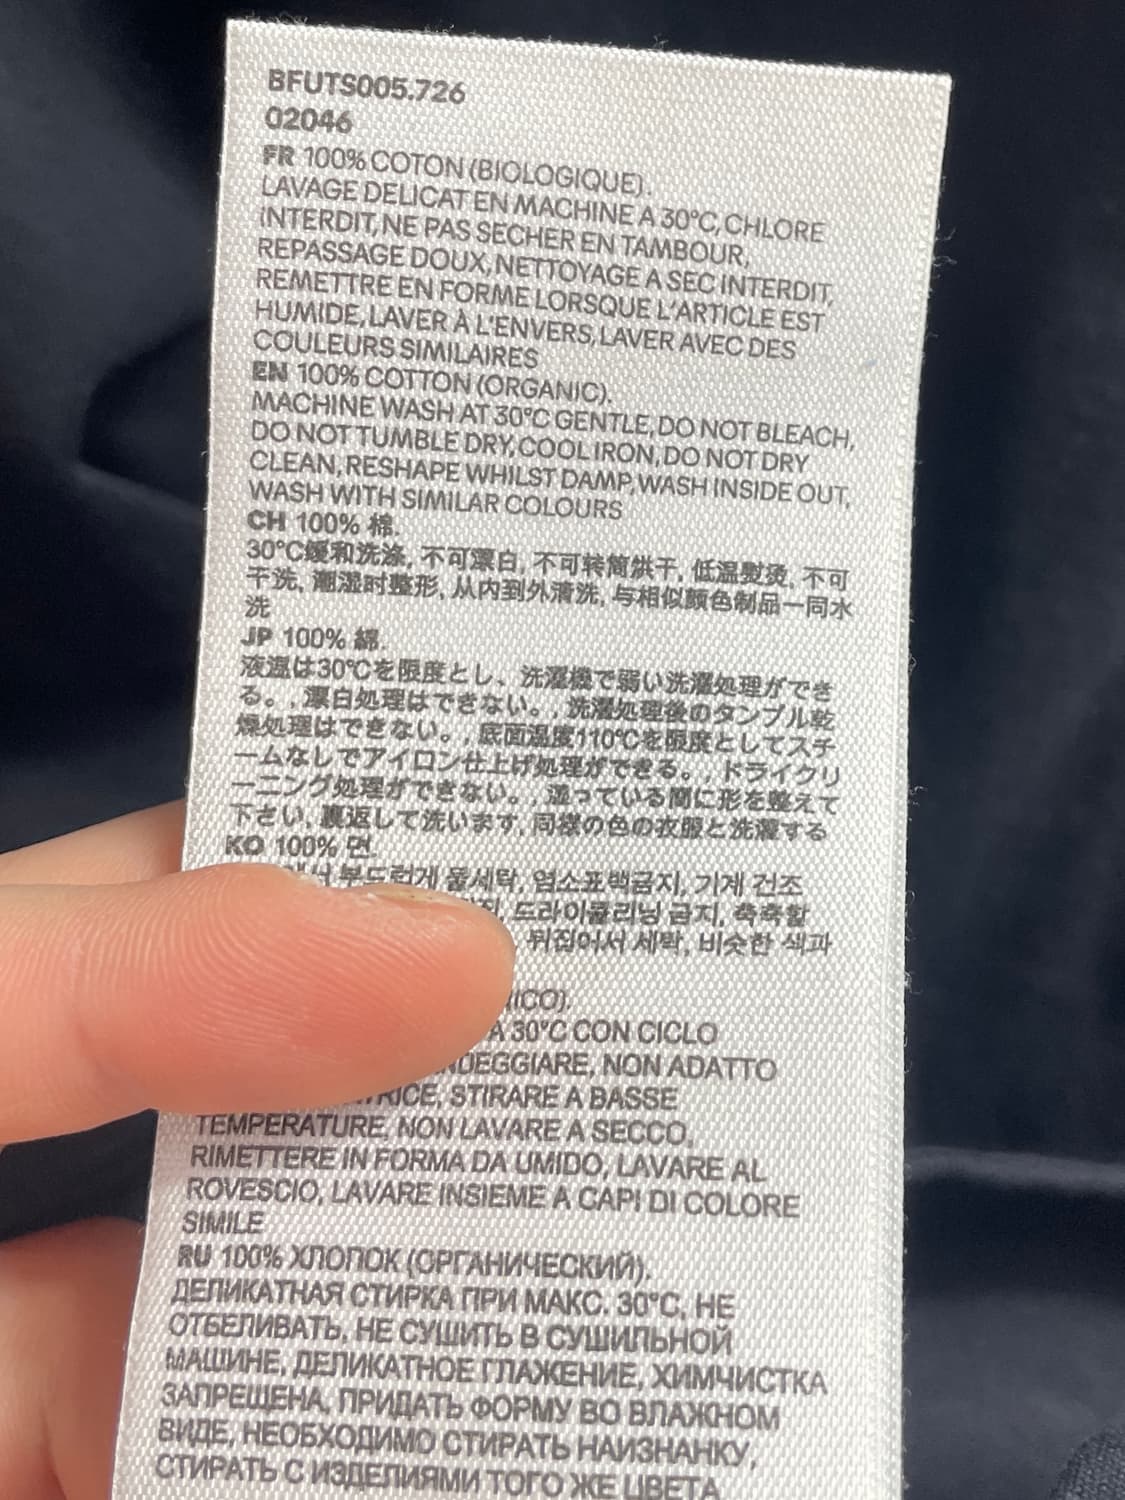 BFUTS005.726
02046
FR 100% COTON (BIOLOGIQUE).
LAVAGE DELICAT EN MACHINE A 30°C, CHLORE
INTERDIT, NE PAS SECHER EN TAMBOUR,
REPASSAGE DOUX, NETTOYAGE A SEC INTERDIT,
REMETTRE EN FORME LORSQUE L'ARTICLE EST
HUMIDE, LAVER À L'ENVERS, LAVER AVEC DES
COULEURS SIMILAIRES
EN 100% COTTON (ORGANIC).
MACHINE WASH AT 30°C GENTLE, DO NOT BLEACH,
DO NOT TUMBLE DRY, COOL IRON, DO NOT DRY
CLEAN, RESHAPE WHILST DAMP, WASH INSIDE OUT,
WASH WITH SIMILAR COLOURS
CH 100% 棉.
30°C缓和洗涤, 不可漂白, 不可转筒烘干, 低温熨烫, 不可
干洗, 潮湿时整形, 从内到外清洗, 与相似颜色制品一同水
洗
JP 100% 綿.
液温は30℃を限度とし、洗濯機で弱い洗濯処理ができ
る。, 漂白処理はできない。, 洗濯処理後のタンブル乾
燥処理はできない。, 底面温度110℃を限度としてスチ
ームなしでアイロン仕上げ処理ができる。, ドライクリ
ーニング処理ができない。, 湿っている間に形を整えて
下さい, 裏返して洗います, 同様の色の衣服と洗濯する
KO 100% 면.
부드럽게 물세탁, 염소표백금지, 기계 건조
드라이클리닝 금지, 축축할
뒤집어서 세탁, 비슷한 색과
A 30°C CON CICLO
NON ADATTO
STIRARE A BASSE
TEMPERATURE, NON LAVARE A SECCO,
RIMETTERE IN FORMA DA UMIDO, LAVARE AL
ROVESCIO, LAVARE INSIEME A CAPI DI COLORE
SIMILE
RU 100% ХЛОПОК (ОРГАНИЧЕСКИЙ).
ДЕЛИКАТНАЯ СТИРКА ПРИ МАКС. 30°C, НЕ
ОТБЕЛИВАТЬ, НЕ СУШИТЬ В СУШИЛЬНОЙ
МАШИНЕ, ДЕЛИКАТНОЕ ГЛАЖЕНИЕ, ХИМЧИСТКА
ЗАПРЕЩЕНА, ПРИДАТЬ ФОРМУ ВО ВЛАЖНОМ
ВИДЕ, НЕОБХОДИМО СТИРАТЬ НАИЗНАНКУ,
СТИРАТЬ С ИЗДЕЛИЯМИ ТОГО ЖЕ ЦВЕТА